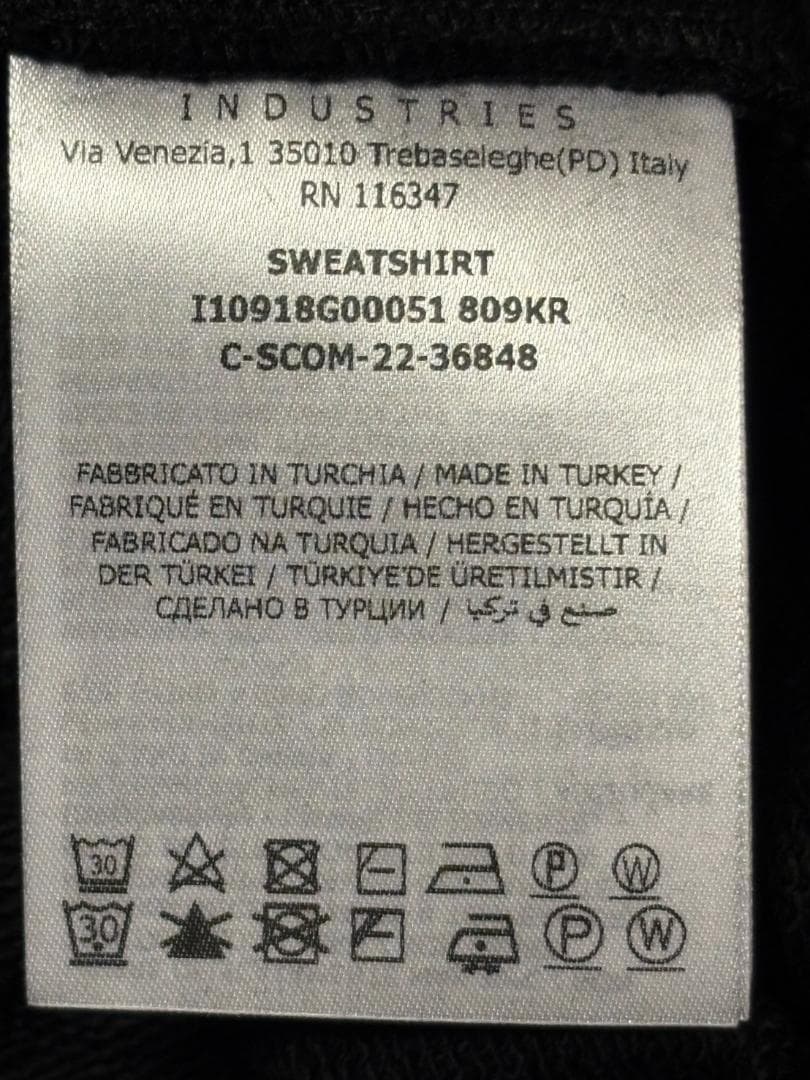 INDUSTRIES
Via Venezia,1 35010 Trebaseleghe(PD) Italy
RN 116347
SWEATSHIRT
I10918G00051 809KR
C-SCOM-22-36848
FABBRICATO IN TURCHIA / MADE IN TURKEY /
FABRIQUÉ EN TURQUIE / HECHO EN TURQUÍA /
FABRICADO NA TURQUIA / HERGESTELLT IN
DER TÜRKEI / TÜRKIYE'DE ÜRETILMISTIR /
СДЕЛАНО В ТУРЦИИ / صنع في تركيا
30 P W
30 P W